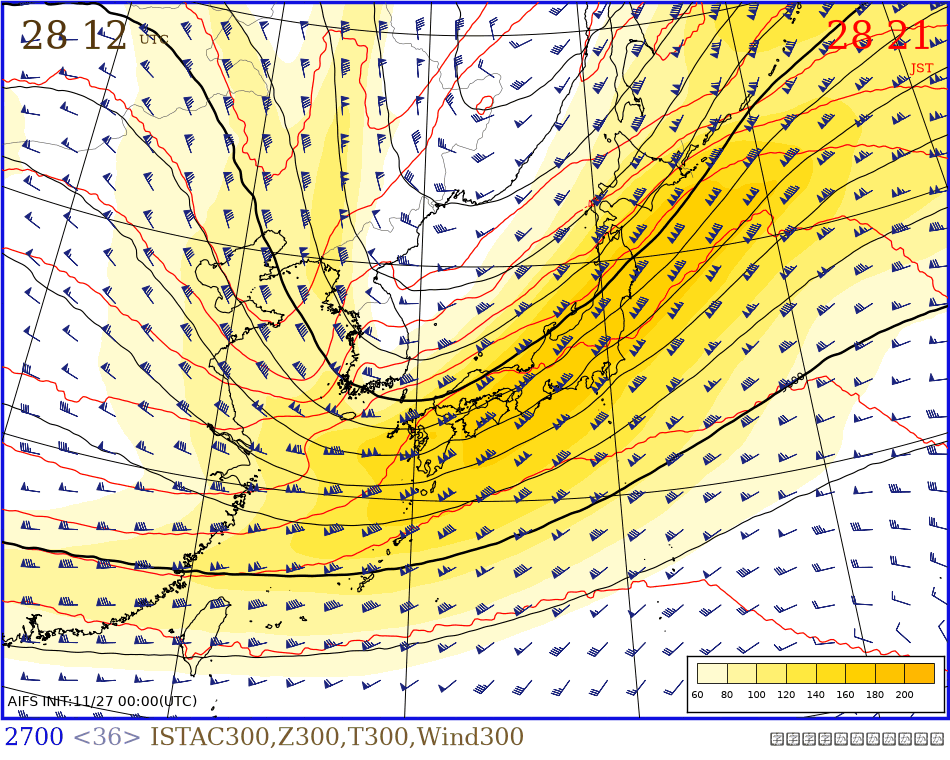 28 12 UTC
28 21
JST
60 80 100 120 140 160 180 200
AIFS INIT:11/27 00:00(UTC)
2700 <36> ISTAC300,Z300,T300,Wind300